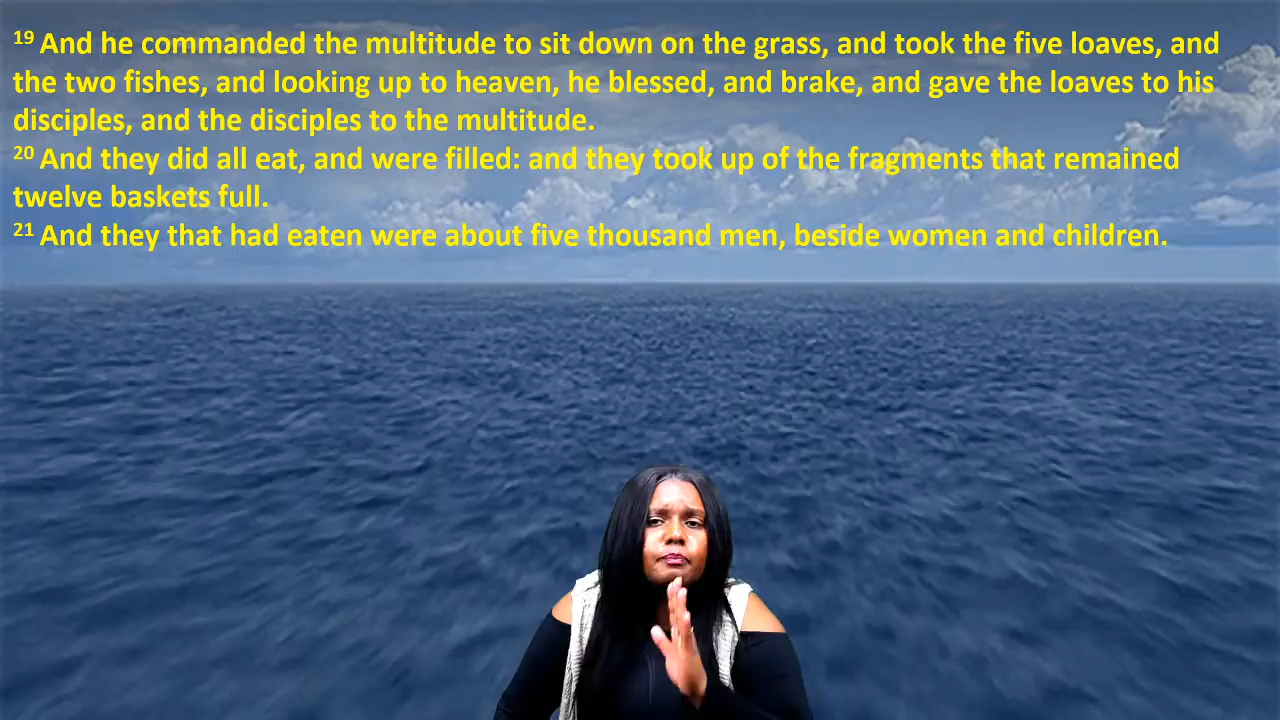 19 And he commanded the multitude to sit down on the grass, and took the five loaves, and
the two fishes, and looking up to heaven, he blessed, and brake, and gave the loaves to his
disciples, and the disciples to the multitude.
20 And they did all eat, and were filled: and they took up of the fragments that remained
twelve baskets full.
21 And they that had eaten were about five thousand men, beside women and children.